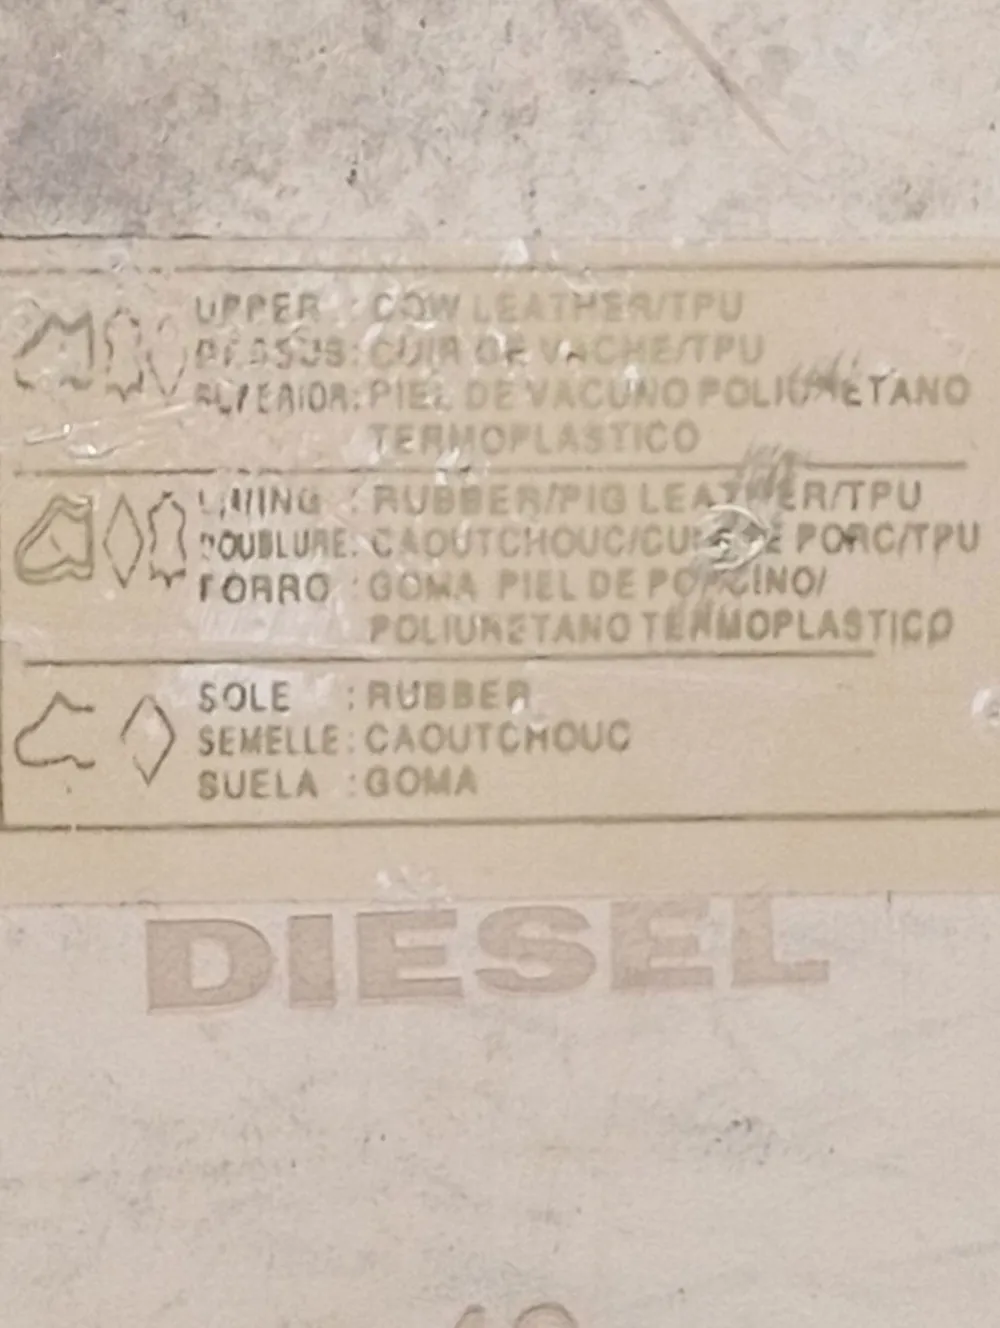 UPPER : COW LEATHER/TPU
DESSUS: CUIR DE VACHE/TPU
SUPERIOR: PIEL DE VACUNO POLIURETANO
TERMOPLASTICO
LINING : RUBBER/PIG LEATHER/TPU
DOUBLURE: CAOUTCHOUC/CUIR DE PORC/TPU
FORRO : GOMA PIEL DE PORCINO/
POLIURETANO TERMOPLASTICO
SOLE : RUBBER
SEMELLE: CAOUTCHOUC
SUELA : GOMA
DIESEL